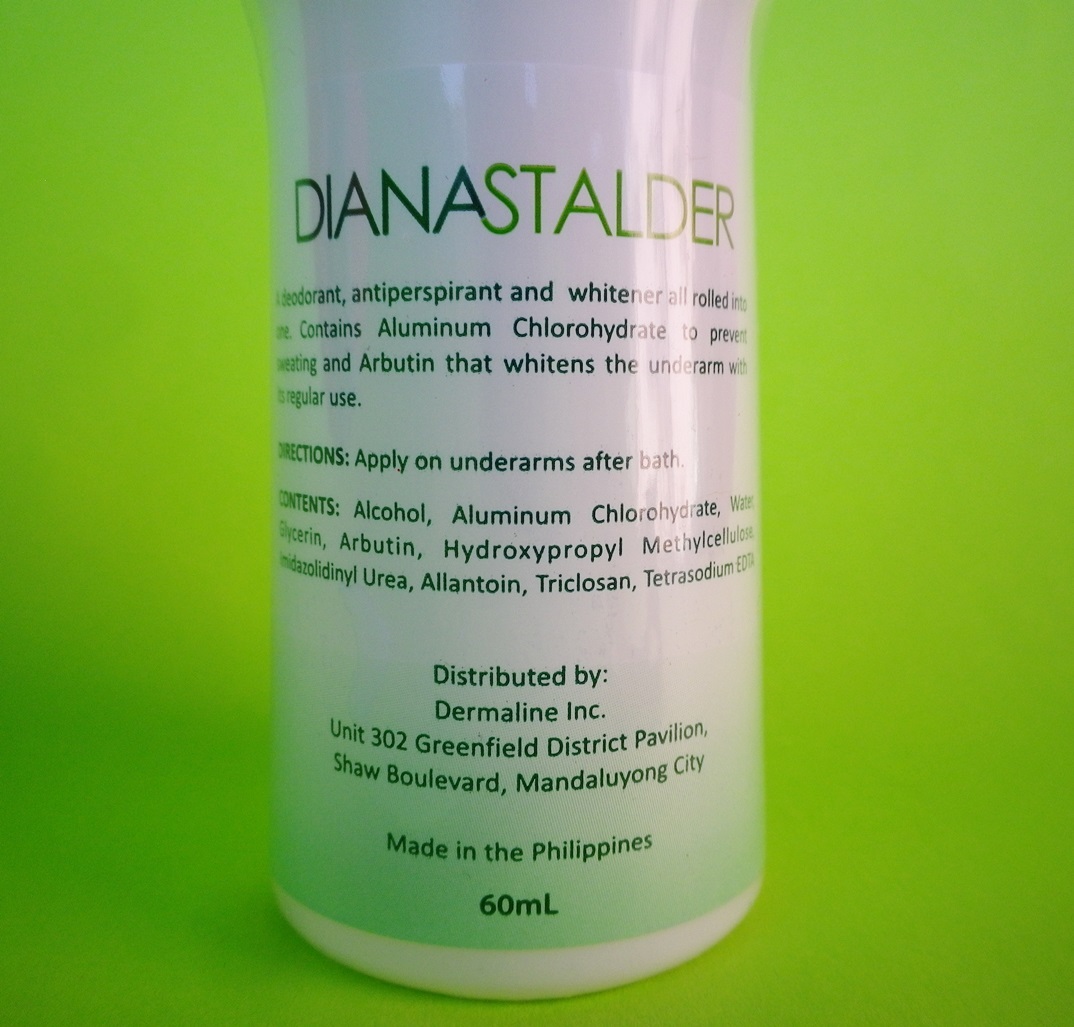 DIANASTALDER
A deodorant, antiperspirant and whitener all rolled into
one. Contains Aluminum Chlorohydrate to prevent
sweating and Arbutin that whitens the underarm with
its regular use.
DIRECTIONS: Apply on underarms after bath.
CONTENTS: Alcohol, Aluminum Chlorohydrate, Water,
Glycerin, Arbutin, Hydroxypropyl Methylcellulose,
Imidazolidinyl Urea, Allantoin, Triclosan, Tetrasodium EDTA
Distributed by:
Dermaline Inc.
Unit 302 Greenfield District Pavilion,
Shaw Boulevard, Mandaluyong City
Made in the Philippines
60mL